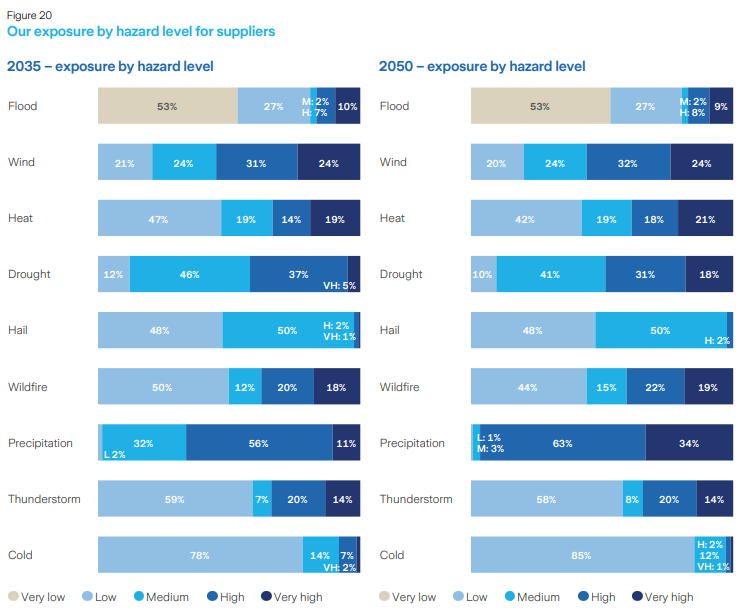 Figure 20
Our exposure by hazard level for suppliers
2035 – exposure by hazard level
Flood 53% 27% M: 2% H: 7% 10%
Wind 21% 24% 31% 24%
Heat 47% 19% 14% 19%
Drought 12% 46% 37% VH: 5%
Hail 48% 50% H: 2% VH: 1%
Wildfire 50% 12% 20% 18%
Precipitation L 2% 32% 56% 11%
Thunderstorm 59% 7% 20% 14%
Cold 78% 14% 7% VH: 2%
Very low Low Medium High Very high
2050 – exposure by hazard level
Flood 53% 27% M: 2% H: 8% 9%
Wind 20% 24% 32% 24%
Heat 42% 19% 18% 21%
Drought 10% 41% 31% 18%
Hail 48% 50% H: 2%
Wildfire 44% 15% 22% 19%
Precipitation L: 1% M: 3% 63% 34%
Thunderstorm 58% 8% 20% 14%
Cold 85% H: 2% 12% VH: 1%
Very low Low Medium High Very high